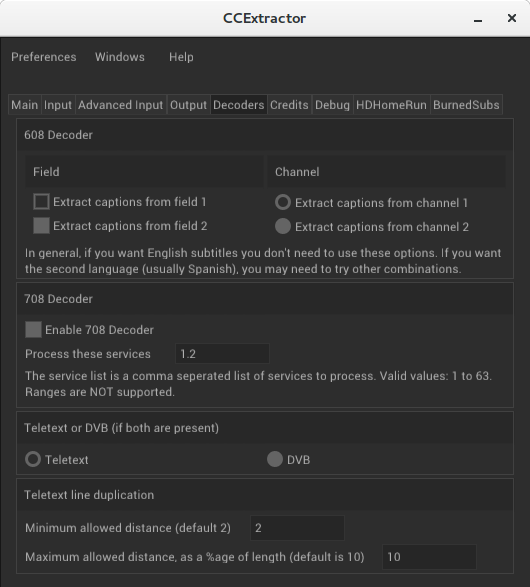 CCExtractor
Preferences Windows Help
Main Input Advanced Input Output Decoders Credits Debug HDHomeRun BurnedSubs
608 Decoder
Field Channel
Extract captions from field 1 Extract captions from channel 1
Extract captions from field 2 Extract captions from channel 2
In general, if you want English subtitles you don't need to use these options. If you want
the second language (usually Spanish), you may need to try other combinations.
708 Decoder
Enable 708 Decoder
Process these services 1.2
The service list is a comma seperated list of services to process. Valid values: 1 to 63.
Ranges are NOT supported.
Teletext or DVB (if both are present)
Teletext DVB
Teletext line duplication
Minimum allowed distance (default 2) 2
Maximum allowed distance, as a %age of length (default is 10) 10